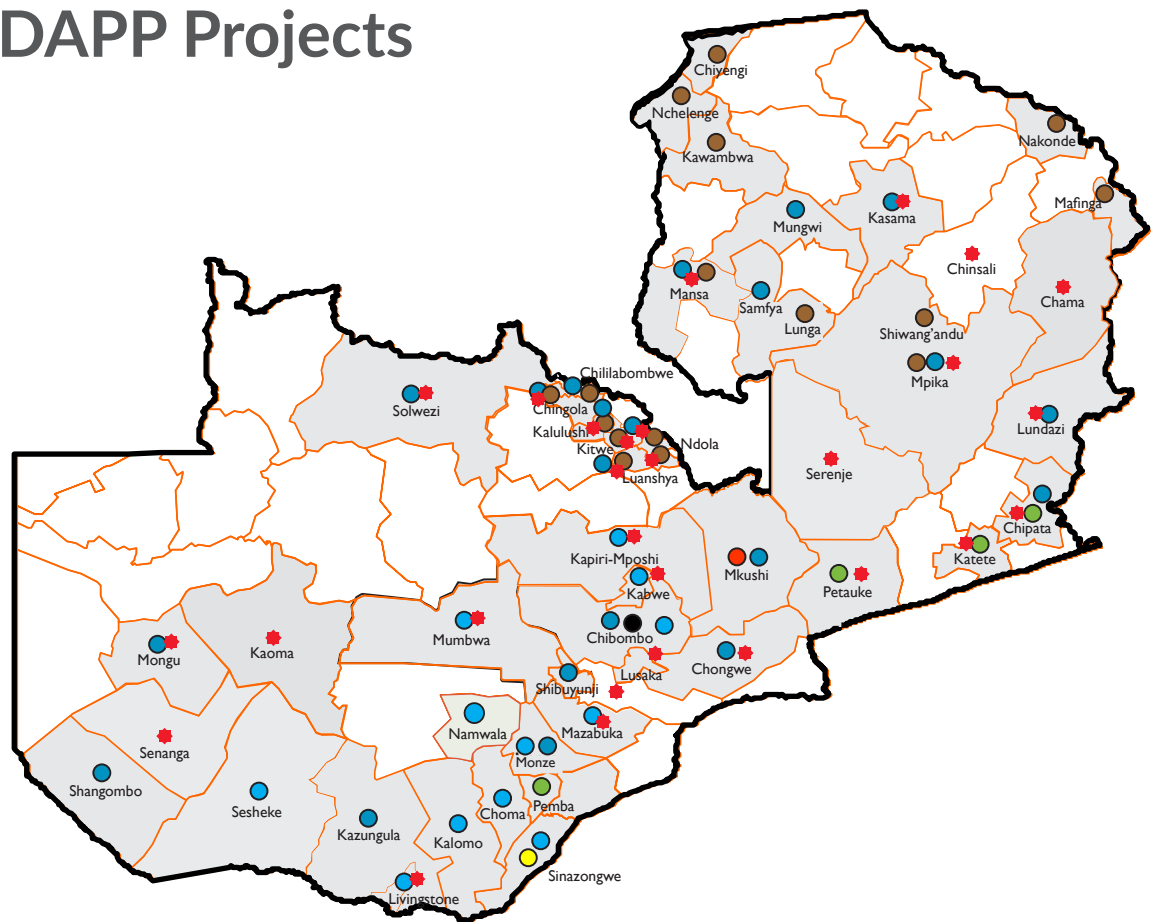 DAPP Projects
Chiyengi
Nchelenge
Kawambwa
Nakonde
Mafinga
Kasama
Mungwi
Chinsali
Mansa
Chama
Samfya
Lunga
Shiwang'andu
Mpika
Chililabombwe
Solwezi
Chingola
Lundazi
Kalulushi
Kitwe
Ndola
Luanshya
Serenje
Chipata
Kapiri-Mposhi
Katete
Mkushi
Petauke
Kabwe
Mumbwa
Chibombo
Mongu
Kaoma
Lusaka
Chongwe
Shibuyunji
Namwala
Mazabuka
Senanga
Monze
Shangombo
Sesheke
Pemba
Choma
Kazungula
Kalomo
Sinazongwe
Livingstone